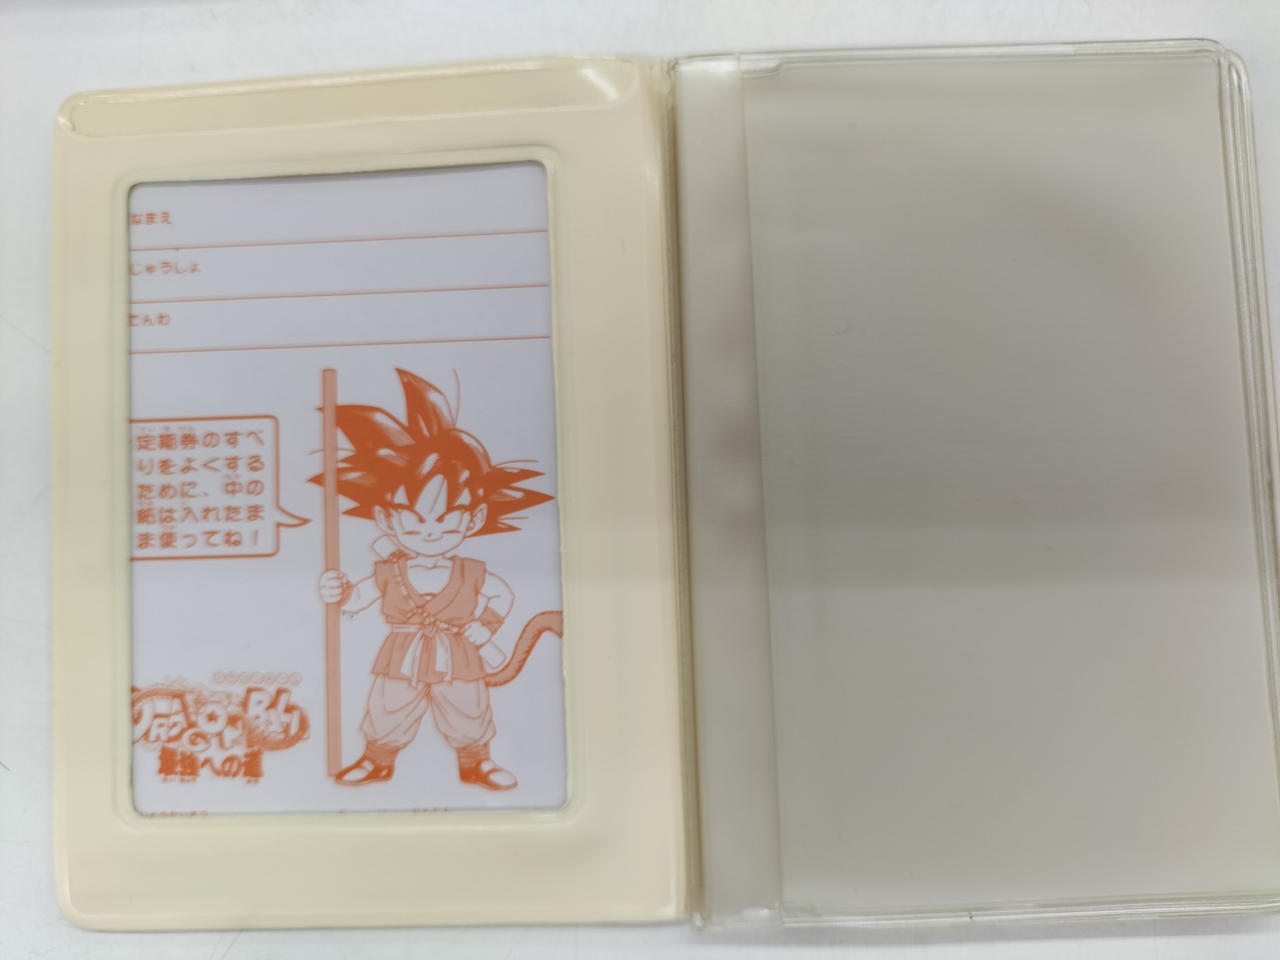 なまえ
じゅうしょ
でんわ
定期券のすべ
りをよくする
ために、中の
紙は入れたま
ま使ってね！
DRAGON BALL
最強への道